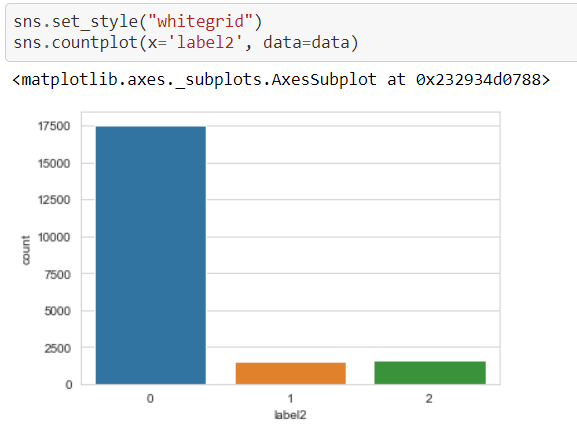 sns.set_style("whitegrid")
sns.countplot(x='label2', data=data)
<matplotlib.axes._subplots.AxesSubplot at 0x232934d0788>
17500
15000
12500
10000
7500
5000
2500
0
count
0 1 2
label2